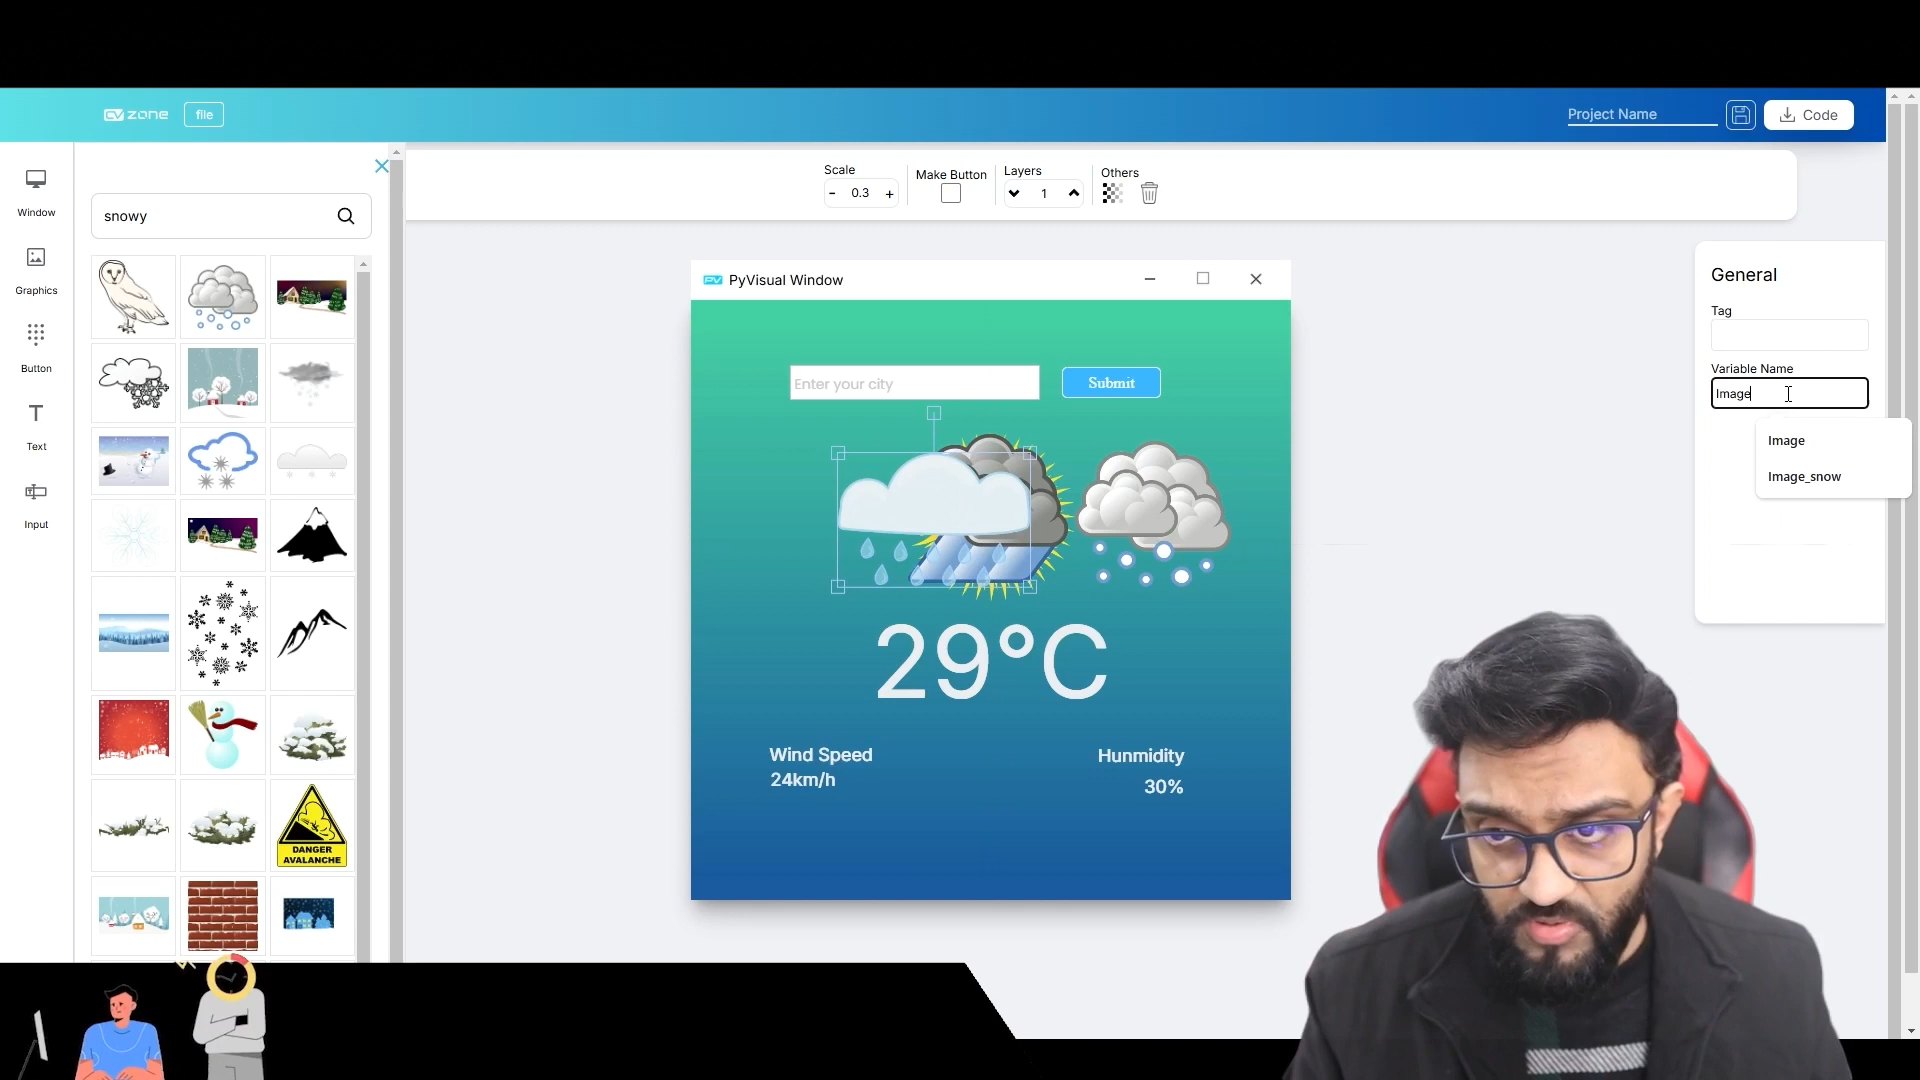 CV zone
file
Project Name
Code
Window
Graphics
Button
Text
Input
snowy
DANGER
AVALANCHE
Scale
- 0.3 +
Make Button
Layers
1
Others
PV PyVisual Window
Enter your city
Submit
29°C
Wind Speed
24km/h
Hunmidity
30%
General
Tag
Variable Name
Image
Image
Image_snow